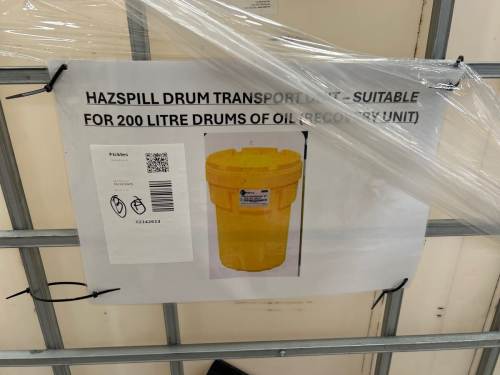 HAZSPILL DRUM TRANSPORT UNIT – SUITABLE
FOR 200 LITRE DRUMS OF OIL (RECOVERY UNIT)
Pickles